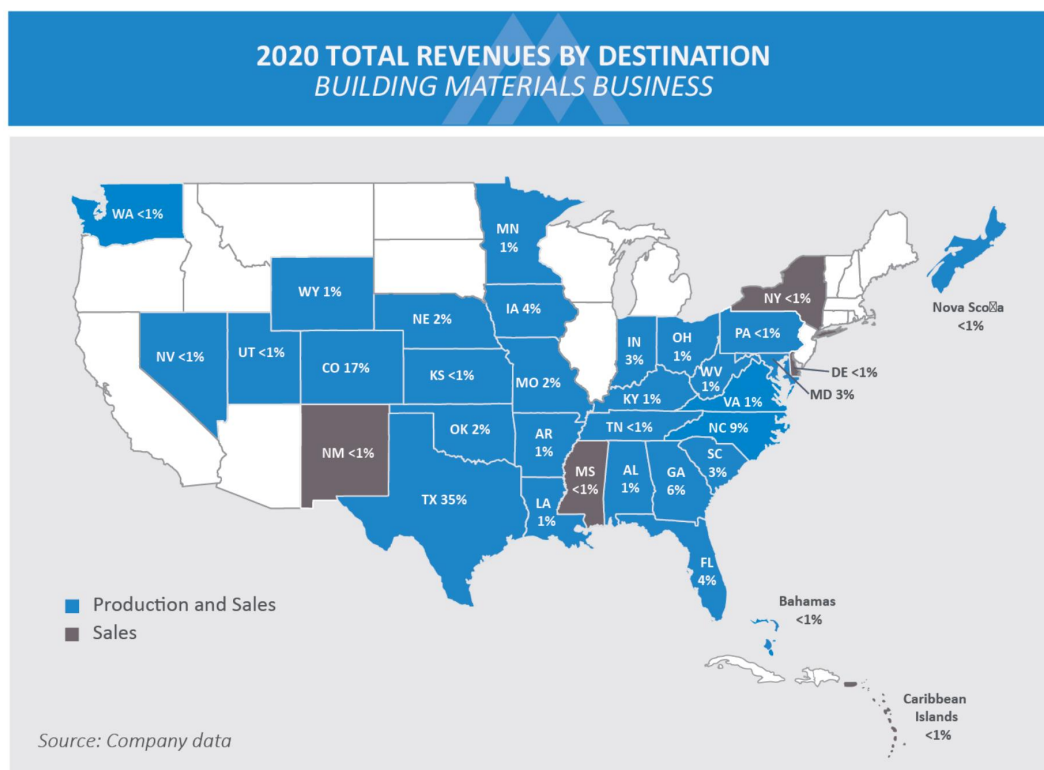 2020 TOTAL REVENUES BY DESTINATION
BUILDING MATERIALS BUSINESS
WA <1%
MN
1%
WY 1%
IA 4%
NE 2%
NY <1%
Nova Sco□a
<1%
NV <1%
UT <1%
CO 17%
KS <1%
MO 2%
IN
3%
OH
1%
PA <1%
WV
1%
DE <1%
MD 3%
KY 1%
VA 1%
NM <1%
OK 2%
AR
1%
TN <1%
NC 9%
SC
3%
MS
<1%
AL
1%
GA
6%
TX 35%
LA
1%
FL
4%
Production and Sales
Sales
Bahamas
<1%
Caribbean
Islands
<1%
Source: Company data